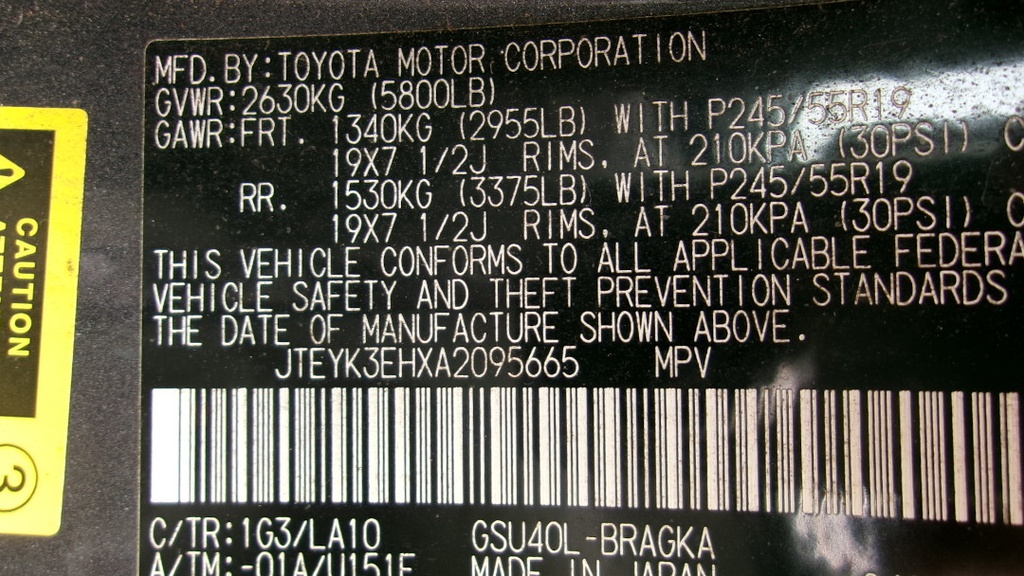 MFD.BY:TOYOTA MOTOR CORPORATION
GVWR:2630KG (5800LB)
GAWR:FRT. 1340KG (2955LB) WITH P245/55R19
19X7 1/2J RIMS, AT 210KPA (30PSI) C
RR. 1530KG (3375LB) WITH P245/55R19
19X7 1/2J RIMS, AT 210KPA (30PSI) C
THIS VEHICLE CONFORMS TO ALL APPLICABLE FEDERA
VEHICLE SAFETY AND THEFT PREVENTION STANDARDS
THE DATE OF MANUFACTURE SHOWN ABOVE.
JTEYK3EHXA2095665 MPV
C/TR:1G3/LA10 GSU40L-BRAGKA
A/TM:-01A/U151F MADE IN JAPAN
CAUTION
3